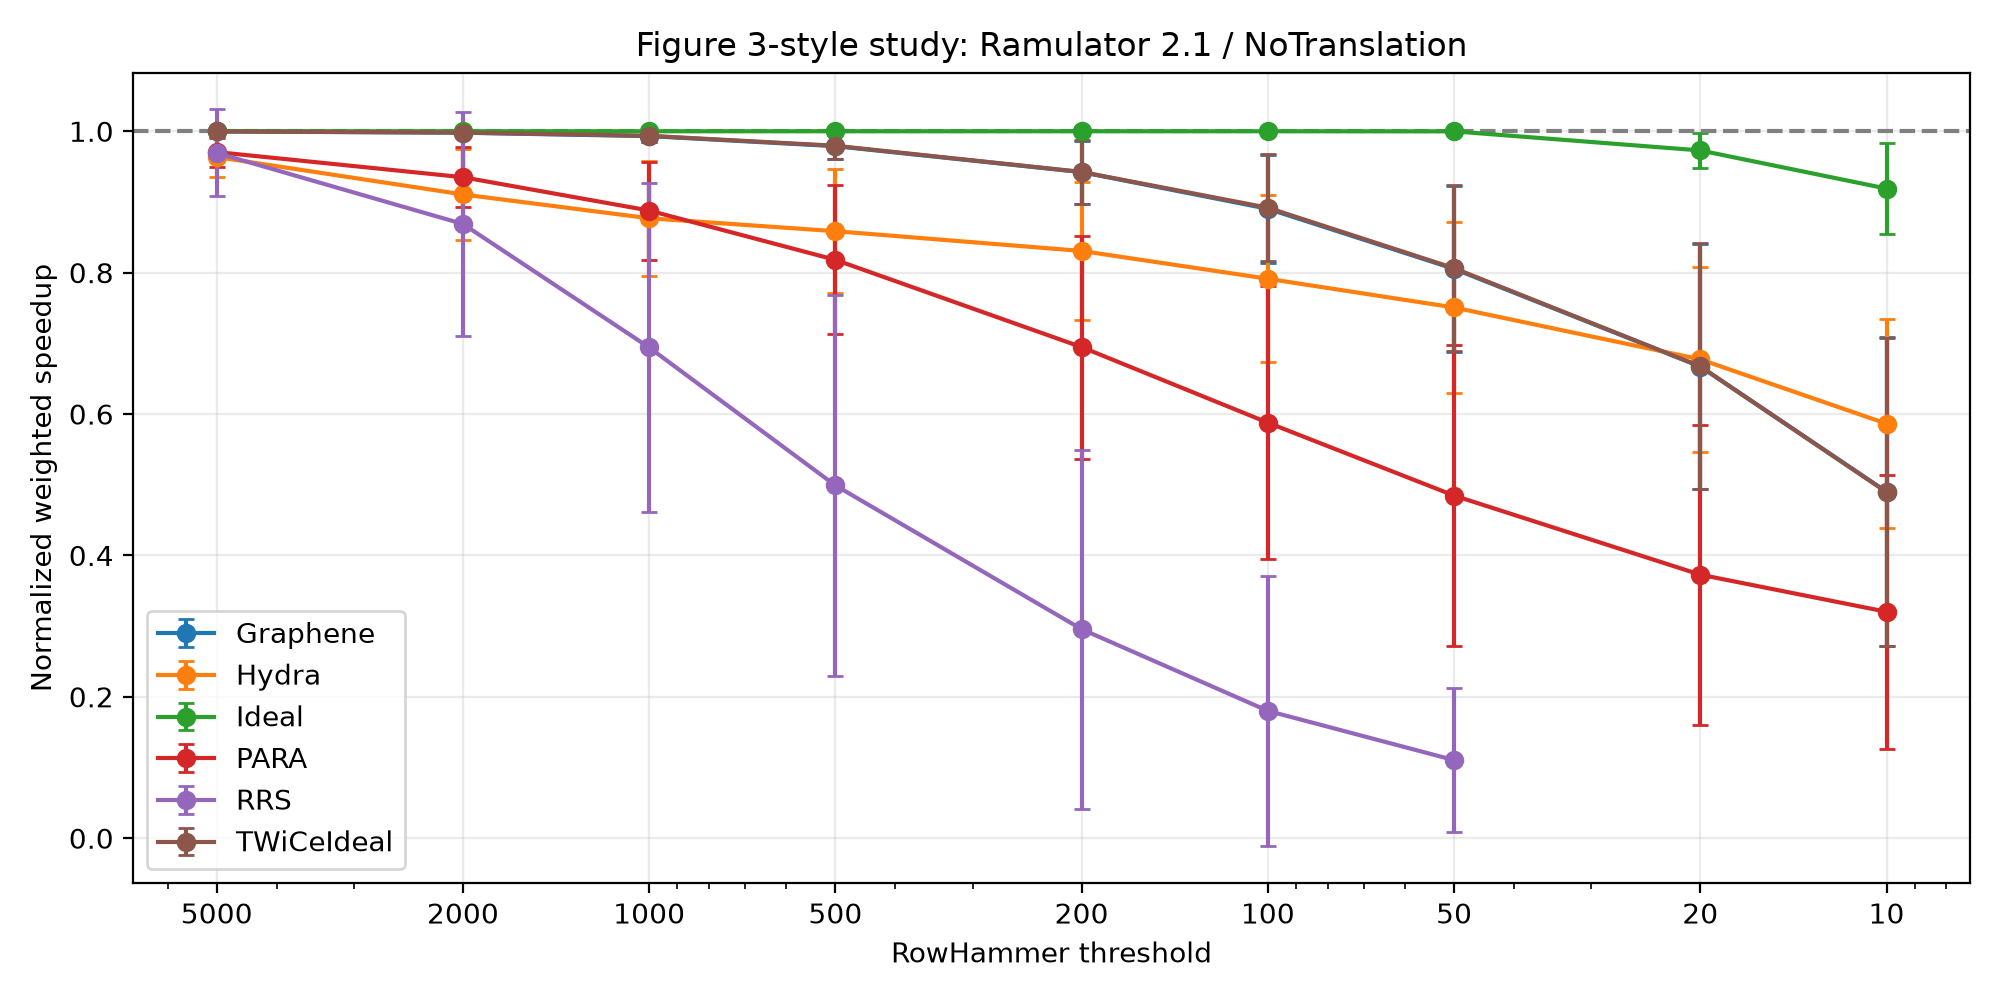 Figure 3-style study: Ramulator 2.1 / NoTranslation
Normalized weighted speedup
1.0
0.8
0.6
0.4
0.2
0.0
Graphene
Hydra
Ideal
PARA
RRS
TWiCeIdeal
5000 2000 1000 500 200 100 50 20 10
RowHammer threshold